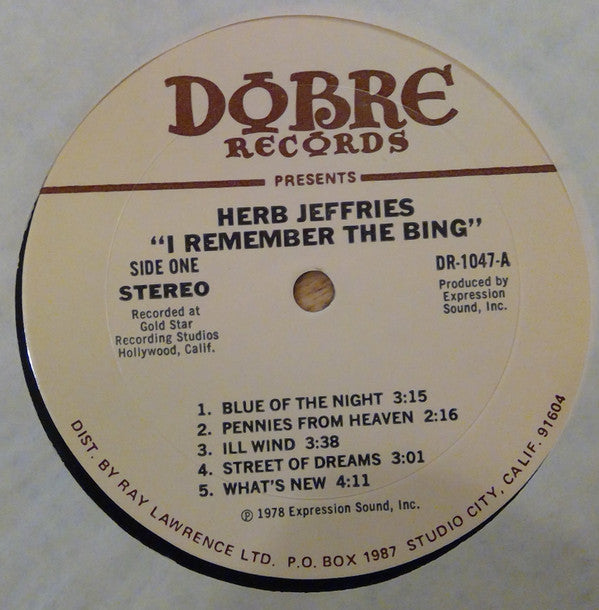 DOBRE
RECORDS
PRESENTS
HERB JEFFRIES
“I REMEMBER THE BING”
SIDE ONE
STEREO
Recorded at
Gold Star
Recording Studios
Hollywood, Calif.
DR-1047-A
Produced by
Expression
Sound, Inc.
1. BLUE OF THE NIGHT 3:15
2. PENNIES FROM HEAVEN 2:16
3. ILL WIND 3:38
4. STREET OF DREAMS 3:01
5. WHAT'S NEW 4:11
℗ 1978 Expression Sound, Inc.
DIST. BY RAY LAWRENCE LTD. P.O. BOX 1987 STUDIO CITY, CALIF. 91604